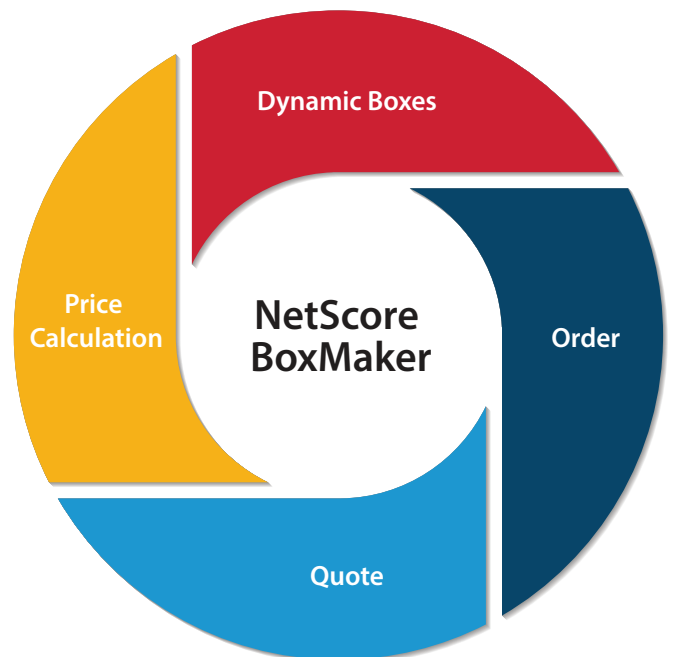 Dynamic Boxes
Price
Calculation
NetScore
BoxMaker
Order
Quote